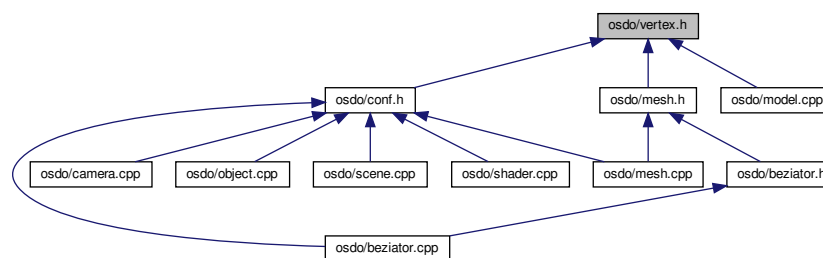 osdo/vertex.h
osdo/conf.h
osdo/mesh.h
osdo/model.cpp
osdo/camera.cpp
osdo/object.cpp
osdo/scene.cpp
osdo/shader.cpp
osdo/mesh.cpp
osdo/beziator.h
osdo/beziator.cpp